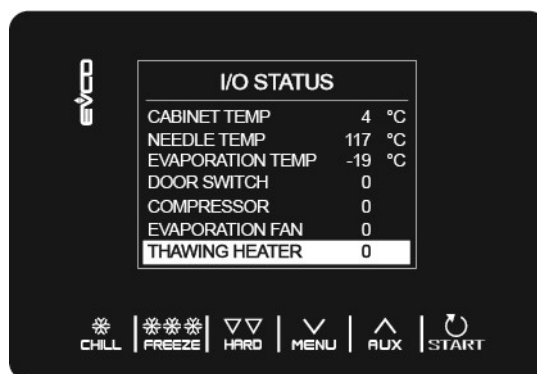 evco
I/O STATUS
CABINET TEMP 4 °C
NEEDLE TEMP 117 °C
EVAPORATION TEMP -19 °C
DOOR SWITCH 0
COMPRESSOR 0
EVAPORATION FAN 0
THAWING HEATER 0
CHILL FREEZE HARD MENU AUX START